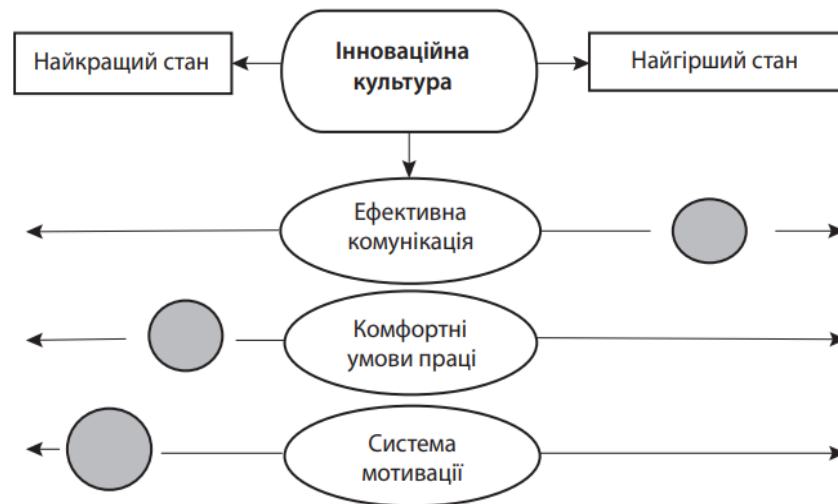 Найкращий стан
Інноваційна
культура
Найгірший стан
Ефективна
комунікація
Комфортні
умови праці
Система
мотивації